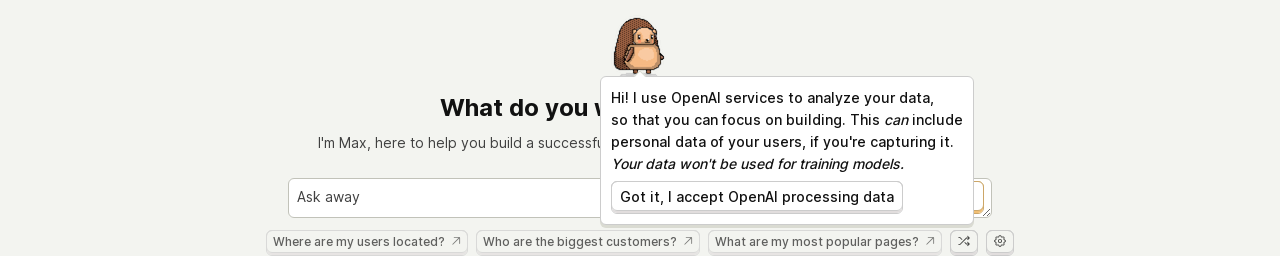 What do you
I'm Max, here to help you build a
Hi! I use OpenAI services to analyze your data,
so that you can focus on building. This can include
personal data of your users, if you're capturing it.
Your data won't be used for training models.
Got it, I accept OpenAI processing data
Ask away
Where are my users located?
Who are the biggest customers?
What are my most popular pages?